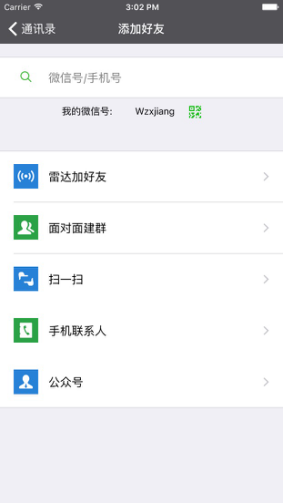 Carrier 3:02 PM
通讯录 添加好友
微信号/手机号
我的微信号: Wzxjiang
雷达加好友
面对面建群
扫一扫
手机联系人
公众号